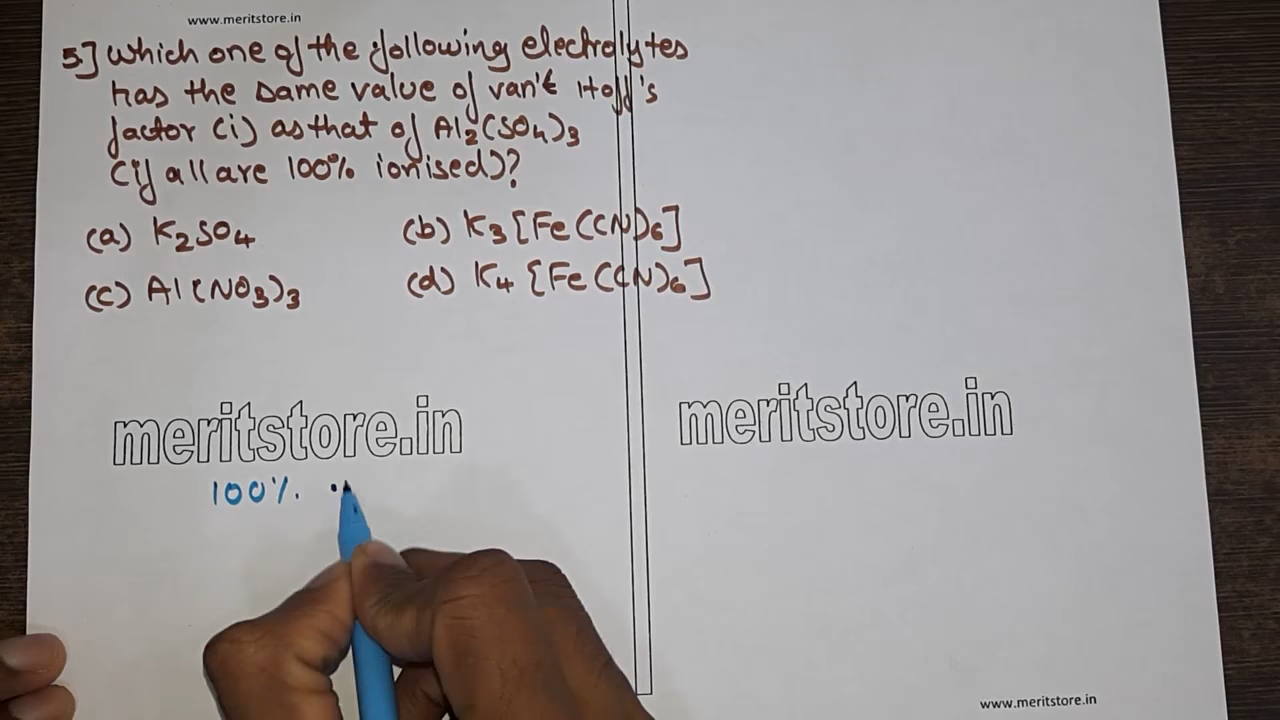 www.meritstore.in
5.] Which one of the following electrolytes
has the same value of van't Hoff's
factor (i) as that of Al₂(SO₄)₃
(if all are 100% ionised)?
(a) K₂SO₄ (b) K₃[Fe(CN)₆]
(c) Al(NO₃)₃ (d) K₄[Fe(CN)₆]
meritstore.in meritstore.in
100%.
www.meritstore.in